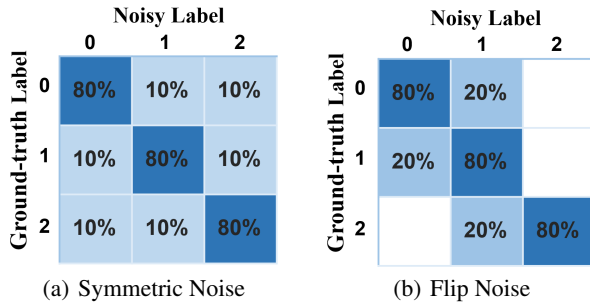 Noisy Label
0 1 2
Ground-truth Label
0 80% 10% 10%
1 10% 80% 10%
2 10% 10% 80%
(a) Symmetric Noise
Noisy Label
0 1 2
Ground-truth Label
0 80% 20%
1 20% 80%
2 20% 80%
(b) Flip Noise